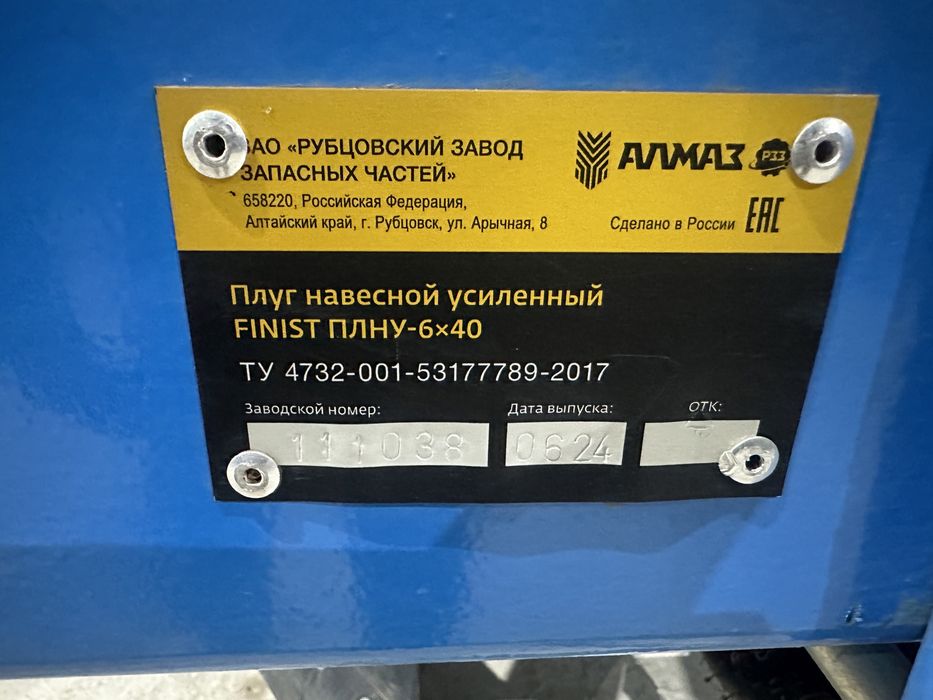 ЗАО «РУБЦОВСКИЙ ЗАВОД
ЗАПАСНЫХ ЧАСТЕЙ»
658220, Российская Федерация,
Алтайский край, г. Рубцовск, ул. Арычная, 8
АЛМАЗ РЗЗ
Сделано в России ЕАС
Плуг навесной усиленный
FINIST ПЛНУ-6×40
ТУ 4732-001-53177789-2017
Заводской номер: Дата выпуска: ОТК:
111038 0624